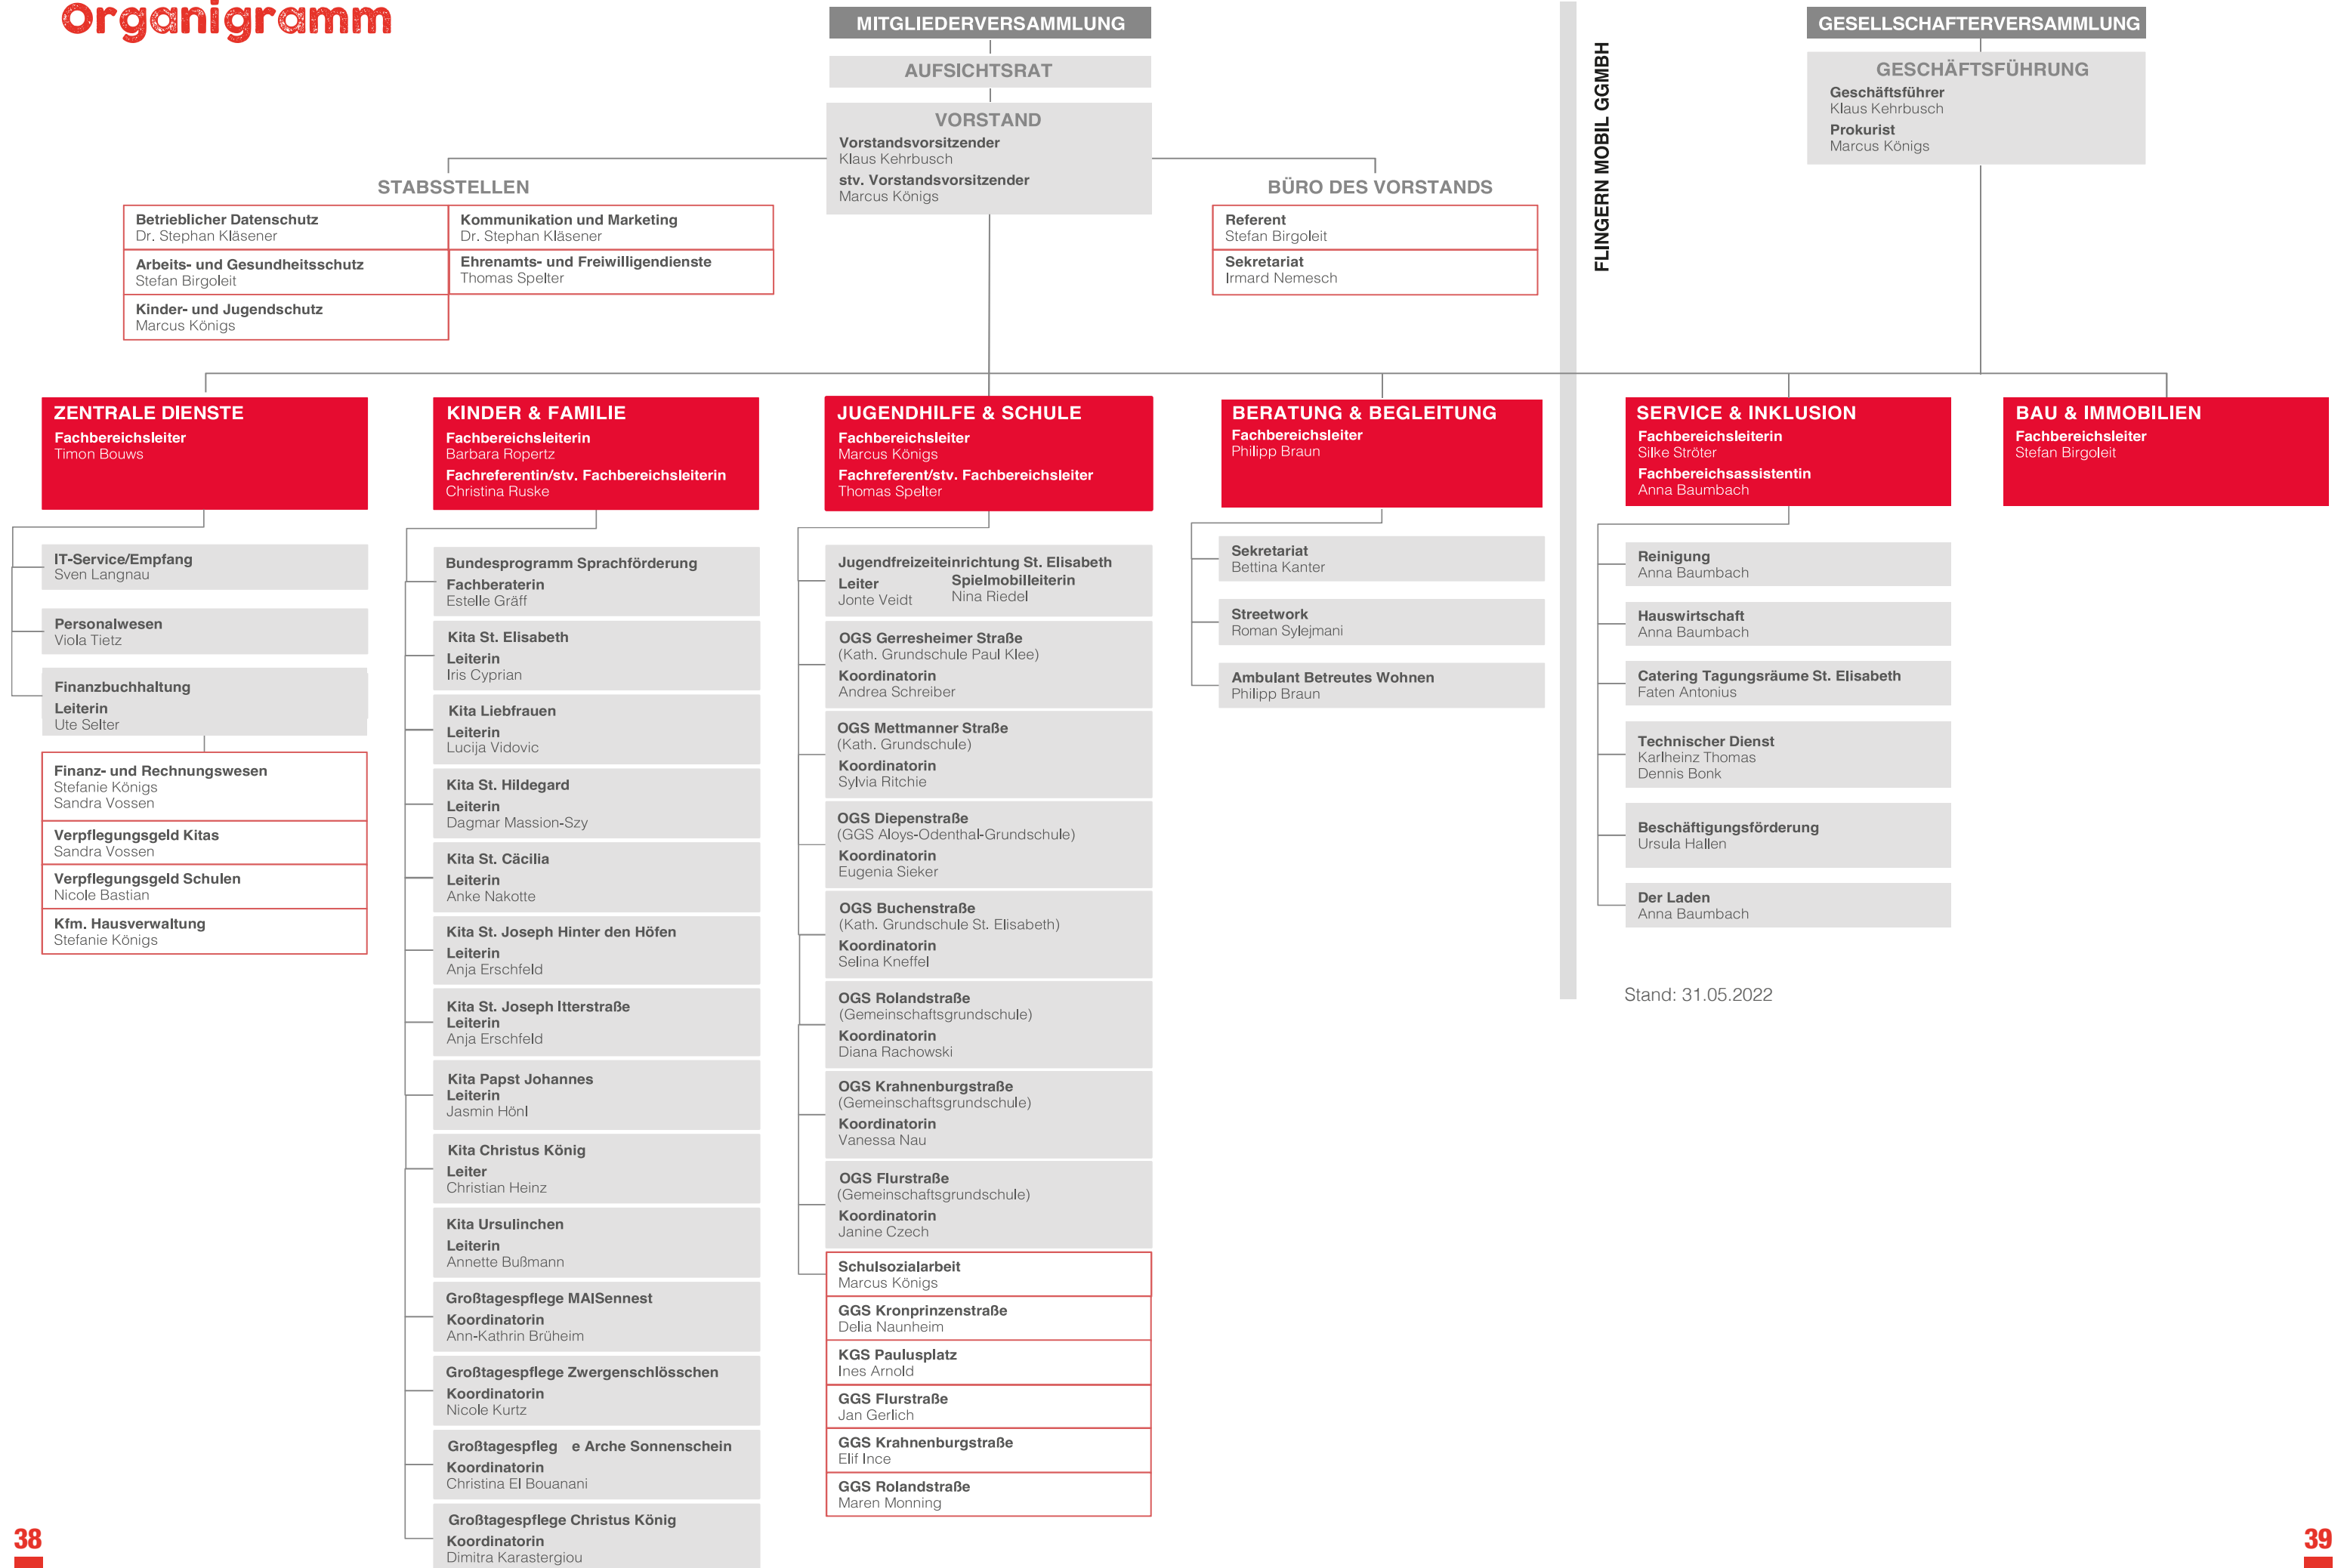 Organigramm
MITGLIEDERVERSAMMLUNG
AUFSICHTSRAT
VORSTAND
Vorstandsvorsitzender
Klaus Kehrbusch
stv. Vorstandsvorsitzender
Marcus Königs
STABSSTELLEN
Betrieblicher Datenschutz
Dr. Stephan Kläsener
Arbeits- und Gesundheitsschutz
Stefan Birgoleit
Kinder- und Jugendschutz
Marcus Königs
Kommunikation und Marketing
Dr. Stephan Kläsener
Ehrenamts- und Freiwilligendienste
Thomas Spelter
BÜRO DES VORSTANDS
Referent
Stefan Birgoleit
Sekretariat
Irmard Nemesch
FLINGERN MOBIL GGMBH
GESELLSCHAFTERVERSAMMLUNG
GESCHÄFTSFÜHRUNG
Geschäftsführer
Klaus Kehrbusch
Prokurist
Marcus Königs
ZENTRALE DIENSTE
Fachbereichsleiter
Timon Bouws
IT-Service/Empfang
Sven Langnau
Personalwesen
Viola Tietz
Finanzbuchhaltung
Leiterin
Ute Selter
Finanz- und Rechnungswesen
Stefanie Königs
Sandra Vossen
Verpflegungsgeld Kitas
Sandra Vossen
Verpflegungsgeld Schulen
Nicole Bastian
Kfm. Hausverwaltung
Stefanie Königs
KINDER & FAMILIE
Fachbereichsleiterin
Barbara Ropertz
Fachreferentin/stv. Fachbereichsleiterin
Christina Ruske
Bundesprogramm Sprachförderung
Fachberaterin
Estelle Gräff
Kita St. Elisabeth
Leiterin
Iris Cyprian
Kita Liebfrauen
Leiterin
Lucija Vidovic
Kita St. Hildegard
Leiterin
Dagmar Massion-Szy
Kita St. Cäcilia
Leiterin
Anke Nakotte
Kita St. Joseph Hinter den Höfen
Leiterin
Anja Erschfeld
Kita St. Joseph Itterstraße
Leiterin
Anja Erschfeld
Kita Papst Johannes
Leiterin
Jasmin Hönl
Kita Christus König
Leiter
Christian Heinz
Kita Ursulinchen
Leiterin
Annette Bußmann
Großtagespflege MAISennest
Koordinatorin
Ann-Kathrin Brüheim
Großtagespflege Zwergenschlösschen
Koordinatorin
Nicole Kurtz
Großtagespfleg e Arche Sonnenschein
Koordinatorin
Christina El Bouanani
Großtagespflege Christus König
Koordinatorin
Dimitra Karastergiou
JUGENDHILFE & SCHULE
Fachbereichsleiter
Marcus Königs
Fachreferent/stv. Fachbereichsleiter
Thomas Spelter
Jugendfreizeiteinrichtung St. Elisabeth
Leiter Spielmobilleiterin
Jonte Veidt Nina Riedel
OGS Gerresheimer Straße
(Kath. Grundschule Paul Klee)
Koordinatorin
Andrea Schreiber
OGS Mettmanner Straße
(Kath. Grundschule)
Koordinatorin
Sylvia Ritchie
OGS Diepenstraße
(GGS Aloys-Odenthal-Grundschule)
Koordinatorin
Eugenia Sieker
OGS Buchenstraße
(Kath. Grundschule St. Elisabeth)
Koordinatorin
Selina Kneffel
OGS Rolandstraße
(Gemeinschaftsgrundschule)
Koordinatorin
Diana Rachowski
OGS Krahnenburgstraße
(Gemeinschaftsgrundschule)
Koordinatorin
Vanessa Nau
OGS Flurstraße
(Gemeinschaftsgrundschule)
Koordinatorin
Janine Czech
Schulsozialarbeit
Marcus Königs
GGS Kronprinzenstraße
Delia Naunheim
KGS Paulusplatz
Ines Arnold
GGS Flurstraße
Jan Gerlich
GGS Krahnenburgstraße
Elif Ince
GGS Rolandstraße
Maren Monning
BERATUNG & BEGLEITUNG
Fachbereichsleiter
Philipp Braun
Sekretariat
Bettina Kanter
Streetwork
Roman Sylejmani
Ambulant Betreutes Wohnen
Philipp Braun
SERVICE & INKLUSION
Fachbereichsleiterin
Silke Ströter
Fachbereichsassistentin
Anna Baumbach
Reinigung
Anna Baumbach
Hauswirtschaft
Anna Baumbach
Catering Tagungsräume St. Elisabeth
Faten Antonius
Technischer Dienst
Karlheinz Thomas
Dennis Bonk
Beschäftigungsförderung
Ursula Hallen
Der Laden
Anna Baumbach
BAU & IMMOBILIEN
Fachbereichsleiter
Stefan Birgoleit
Stand: 31.05.2022
38
39